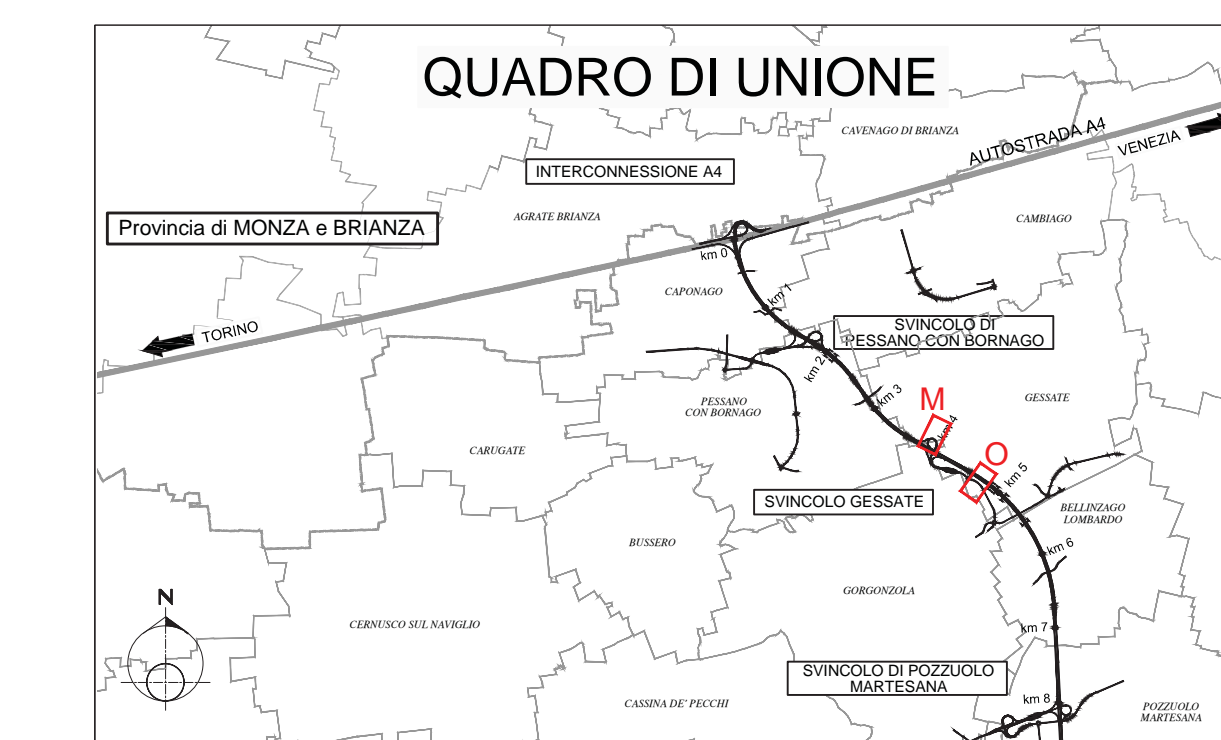 QUADRO DI UNIONE
CAVENAGO DI BRIANZA
AUTOSTRADA A4
VENEZIA
INTERCONNESSIONE A4
AGRATE BRIANZA
CAMBIAGO
Provincia di MONZA e BRIANZA
km 0
CAPONAGO
km 1
TORINO
SVINCOLO DI
PESSANO CON BORNAGO
km 2
km 3
PESSANO
CON BORNAGO
GESSATE
M
km 4
CARUGATE
O
km 5
SVINCOLO GESSATE
BELLINZAGO
LOMBARDO
BUSSERO
km 6
GORGONZOLA
N
CERNUSCO SUL NAVIGLIO
km 7
SVINCOLO DI POZZUOLO
MARTESANA
CASSINA DE' PECCHI
km 8
POZZUOLO
MARTESANA